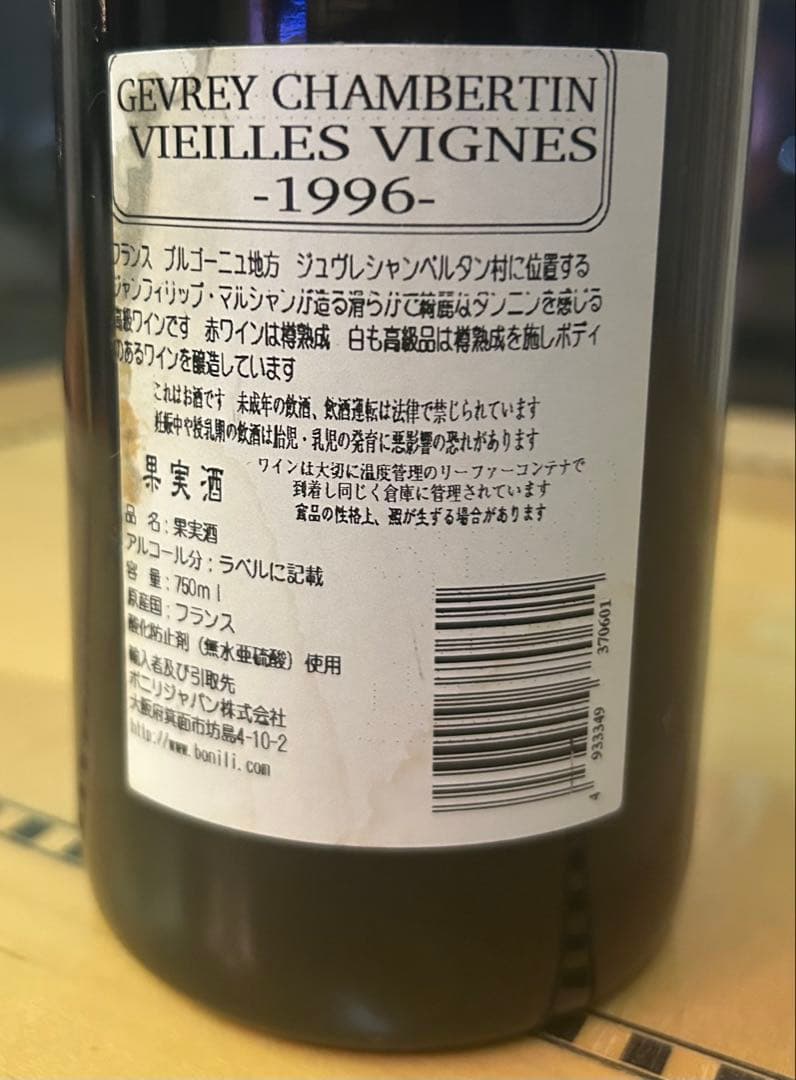 GEVREY CHAMBERTIN
VIEILLES VIGNES
-1996-
フランス ブルゴーニュ地方 ジュヴレシャンベルタン村に位置する
ジャンフィリップ・マルシャンが造る滑らかで綺麗なタンニンを感じる
高級ワインです 赤ワインは樽熟成 白も高級品は樽熟成を施しボディ
のあるワインを醸造しています
これはお酒です 未成年の飲酒、飲酒運転は法律で禁じられています
妊娠中や授乳期の飲酒は胎児・乳児の発育に悪影響の恐れがあります
果実酒
ワインは大切に温度管理のリーファーコンテナで
到着し同じく倉庫に管理されています
食品の性格上、澱が生ずる場合があります
品 名:果実酒
アルコール分:ラベルに記載
容 量:750ml
原産国:フランス
酸化防止剤(無水亜硫酸)使用
輸入者及び引取先
ボニリジャパン株式会社
大阪府箕面市坊島4-10-2
http://www.bonili.com
4 933349 370601